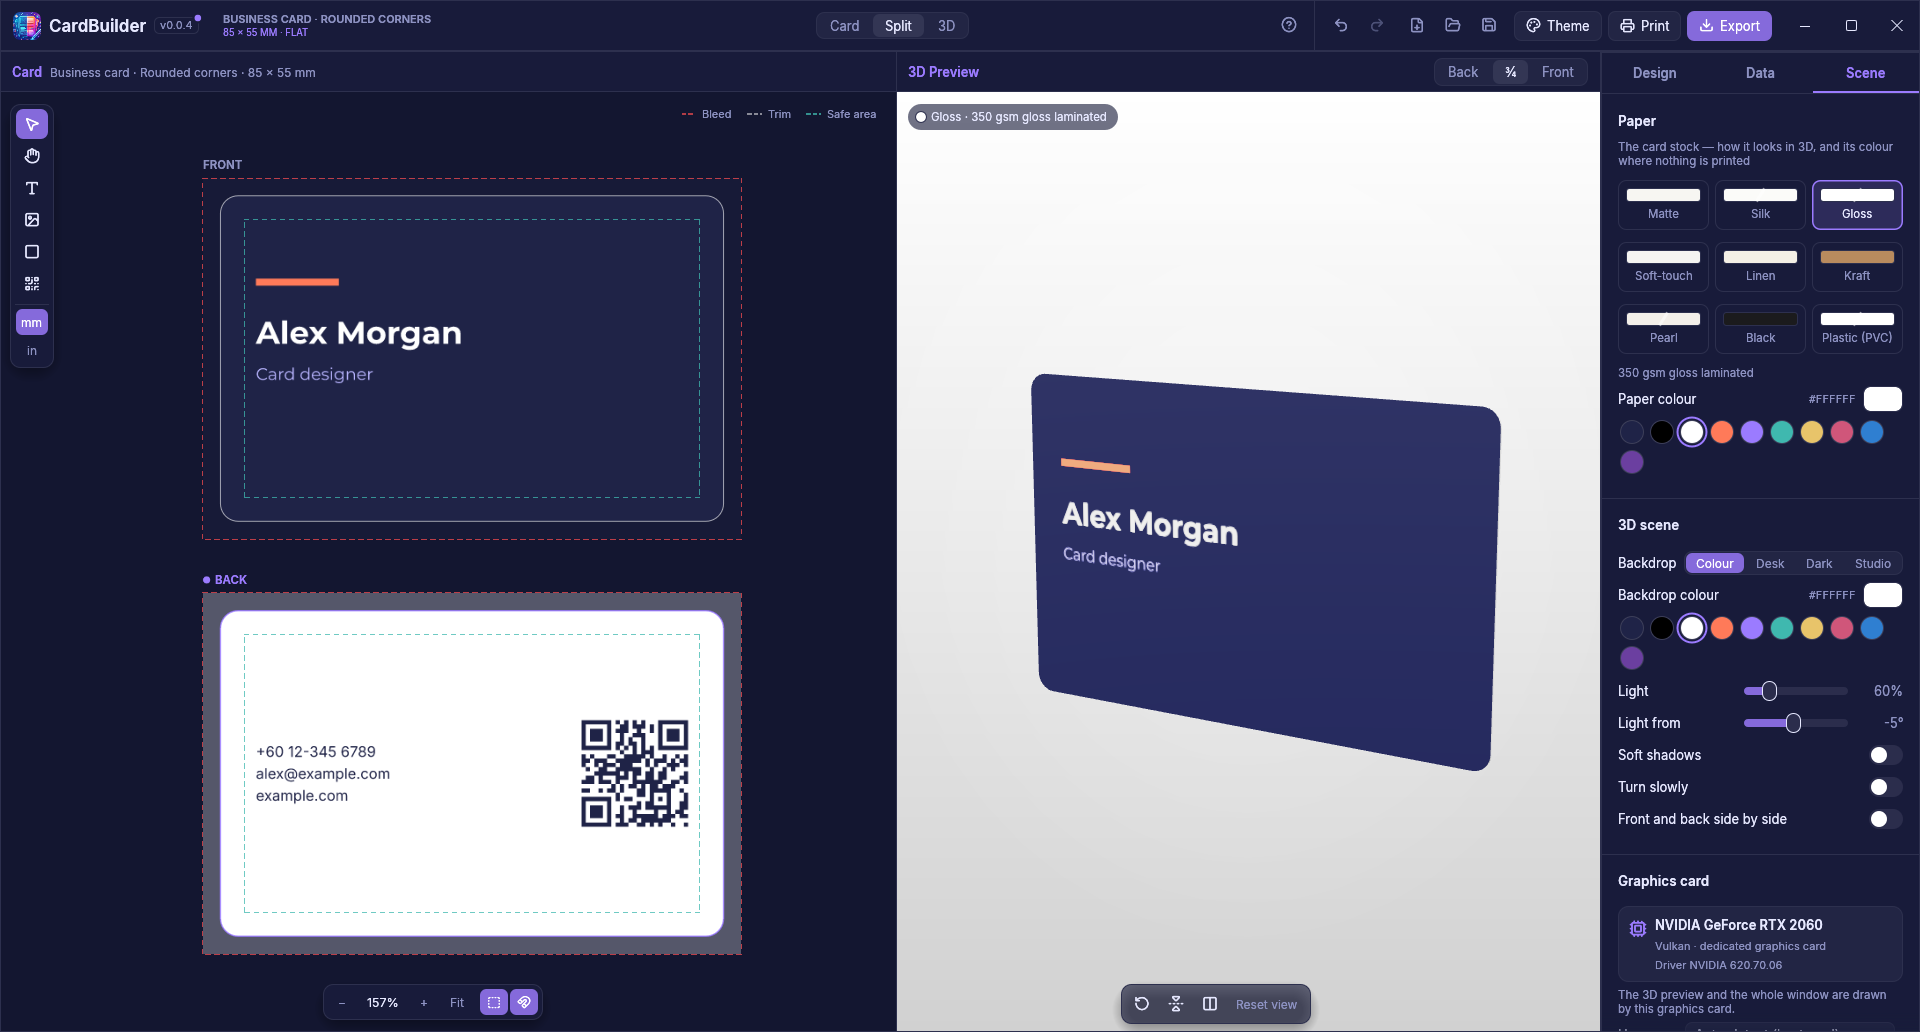 CardBuilder
v0.0.4
BUSINESS CARD · ROUNDED CORNERS
85 × 55 MM · FLAT
Card
Split
3D
Theme
Print
Export
Card
Business card · Rounded corners · 85 × 55 mm
3D Preview
Back
¾
Front
Design
Data
Scene
Bleed
Trim
Safe area
mm
in
FRONT
Alex Morgan
Card designer
BACK
+60 12-345 6789
alex@example.com
example.com
− 157% + Fit
Gloss · 350 gsm gloss laminated
Alex Morgan
Card designer
Reset view
Paper
The card stock — how it looks in 3D, and its colour
where nothing is printed
Matte
Silk
Gloss
Soft-touch
Linen
Kraft
Pearl
Black
Plastic (PVC)
350 gsm gloss laminated
Paper colour #FFFFFF
3D scene
Backdrop
Colour
Desk
Dark
Studio
Backdrop colour #FFFFFF
Light 60%
Light from -5°
Soft shadows
Turn slowly
Front and back side by side
Graphics card
NVIDIA GeForce RTX 2060
Vulkan · dedicated graphics card
Driver NVIDIA 620.70.06
The 3D preview and the whole window are drawn
by this graphics card.